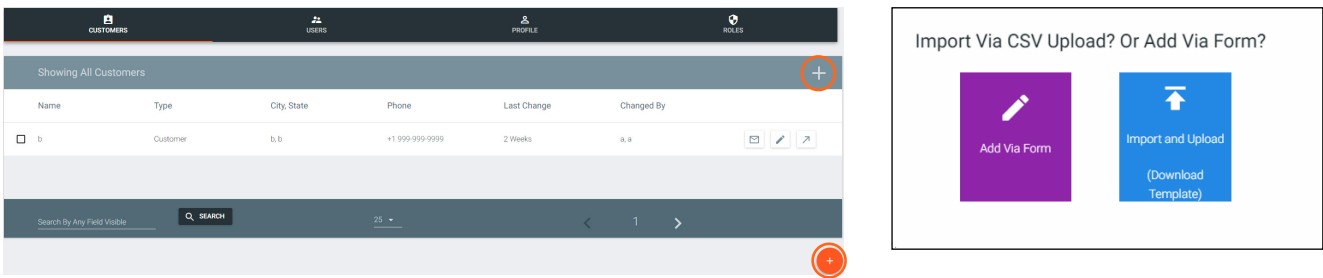 CUSTOMERS USERS PROFILE ROLES
Showing All Customers
Name Type City, State Phone Last Change Changed By
b Customer b, b +1 999-999-9999 2 Weeks a, a
Search By Any Field Visible SEARCH 25 1
Import Via CSV Upload? Or Add Via Form?
Add Via Form
Import and Upload
(Download
Template)